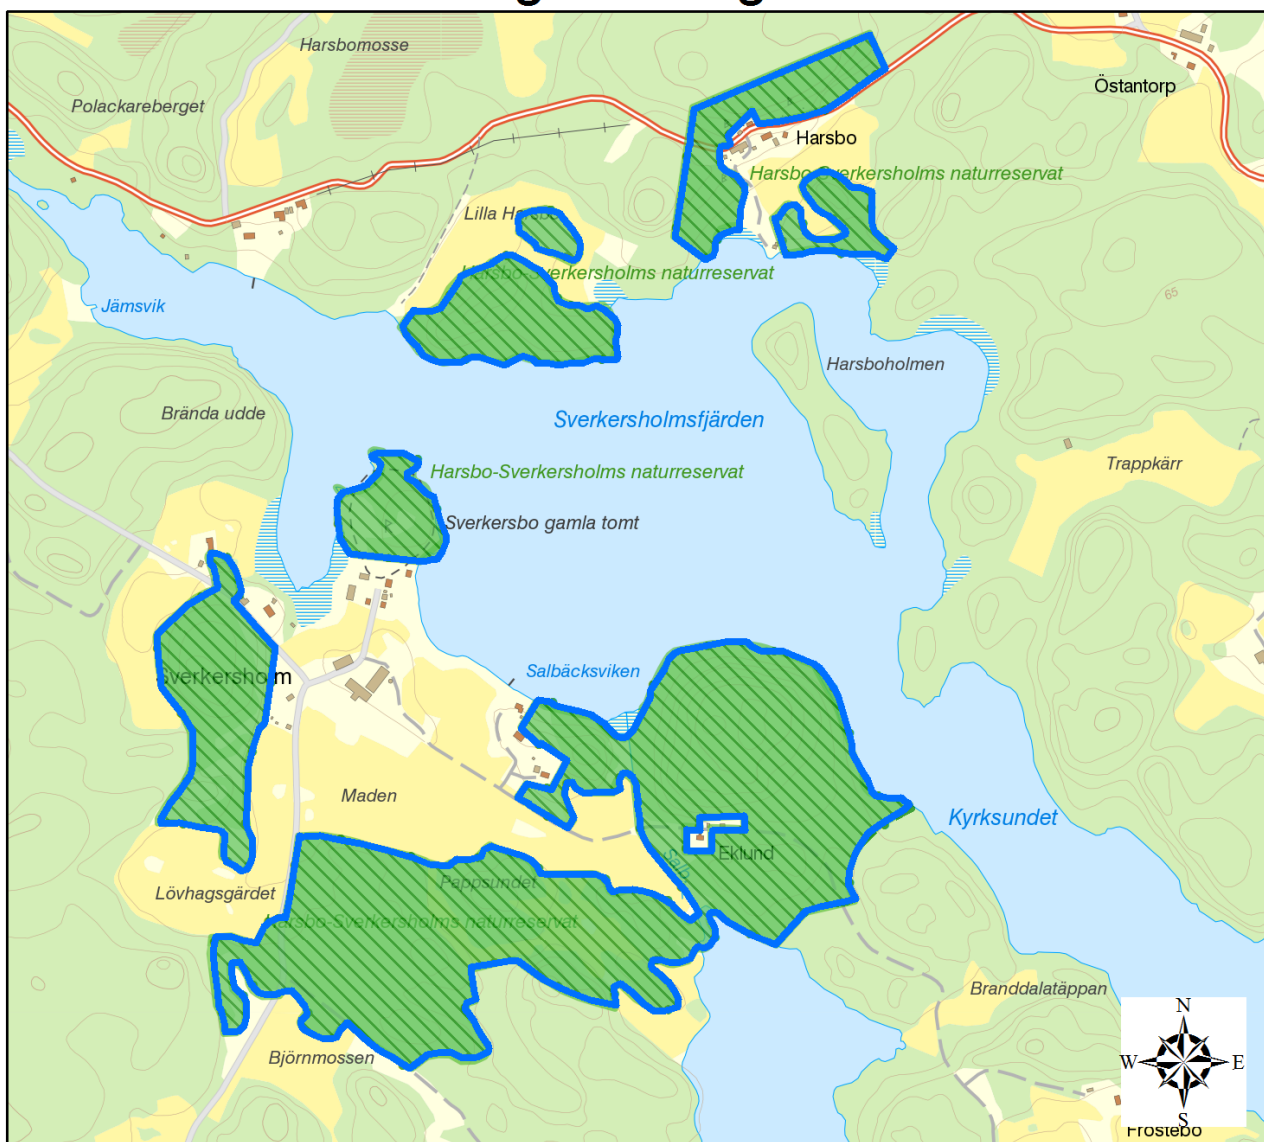 Harsbomosse
Polackareberget
Östantorp
Harsbo
Harsbo-Sverkersholms naturreservat
Lilla Harsbo
Harsbo-Sverkersholms naturreservat
65
Jämsvik
Harsboholmen
Brända udde
Sverkersholmsfjärden
Trappkärr
Harsbo-Sverkersholms naturreservat
Sverkersbo gamla tomt
Sverkersholm
Salbäcksviken
Maden
Kyrksundet
Eklund
Pappsundet
Lövhagsgärdet
Harsbo-Sverkersholms naturreservat
Branddalatäppan
Björnmossen
N
W E
S
Frostebo